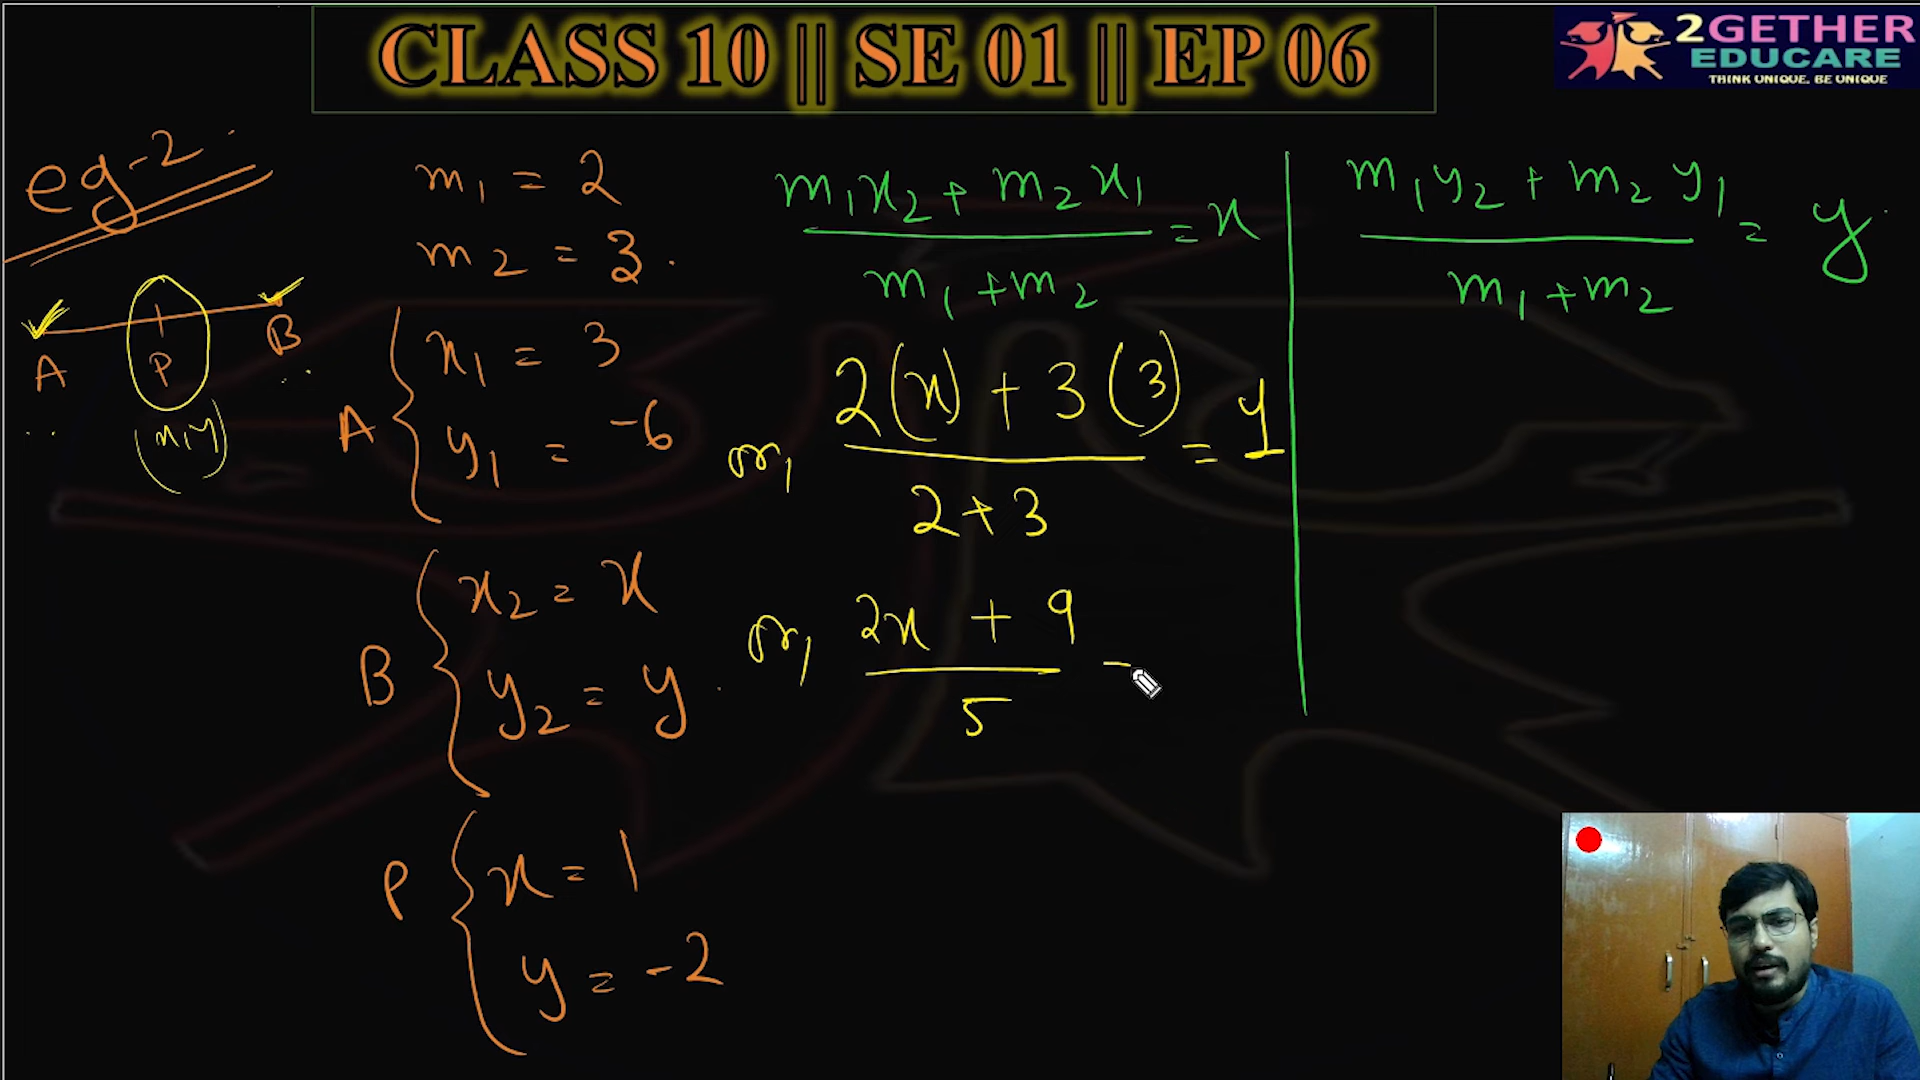 CLASS 10 || SE 01 || EP 06
2GETHER
EDUCARE
THINK UNIQUE. BE UNIQUE
eg-2
A P B
(x,y)
m1 = 2
m2 = 3
A { x1 = 3
y1 = -6
B { x2 = x
y2 = y
P { x = 1
y = -2
m1x2 + m2x1 = x
m1 + m2
or, 2(x) + 3(3) = 1
2+3
or, 2x + 9 -
5
m1y2 + m2y1 = y
m1 + m2